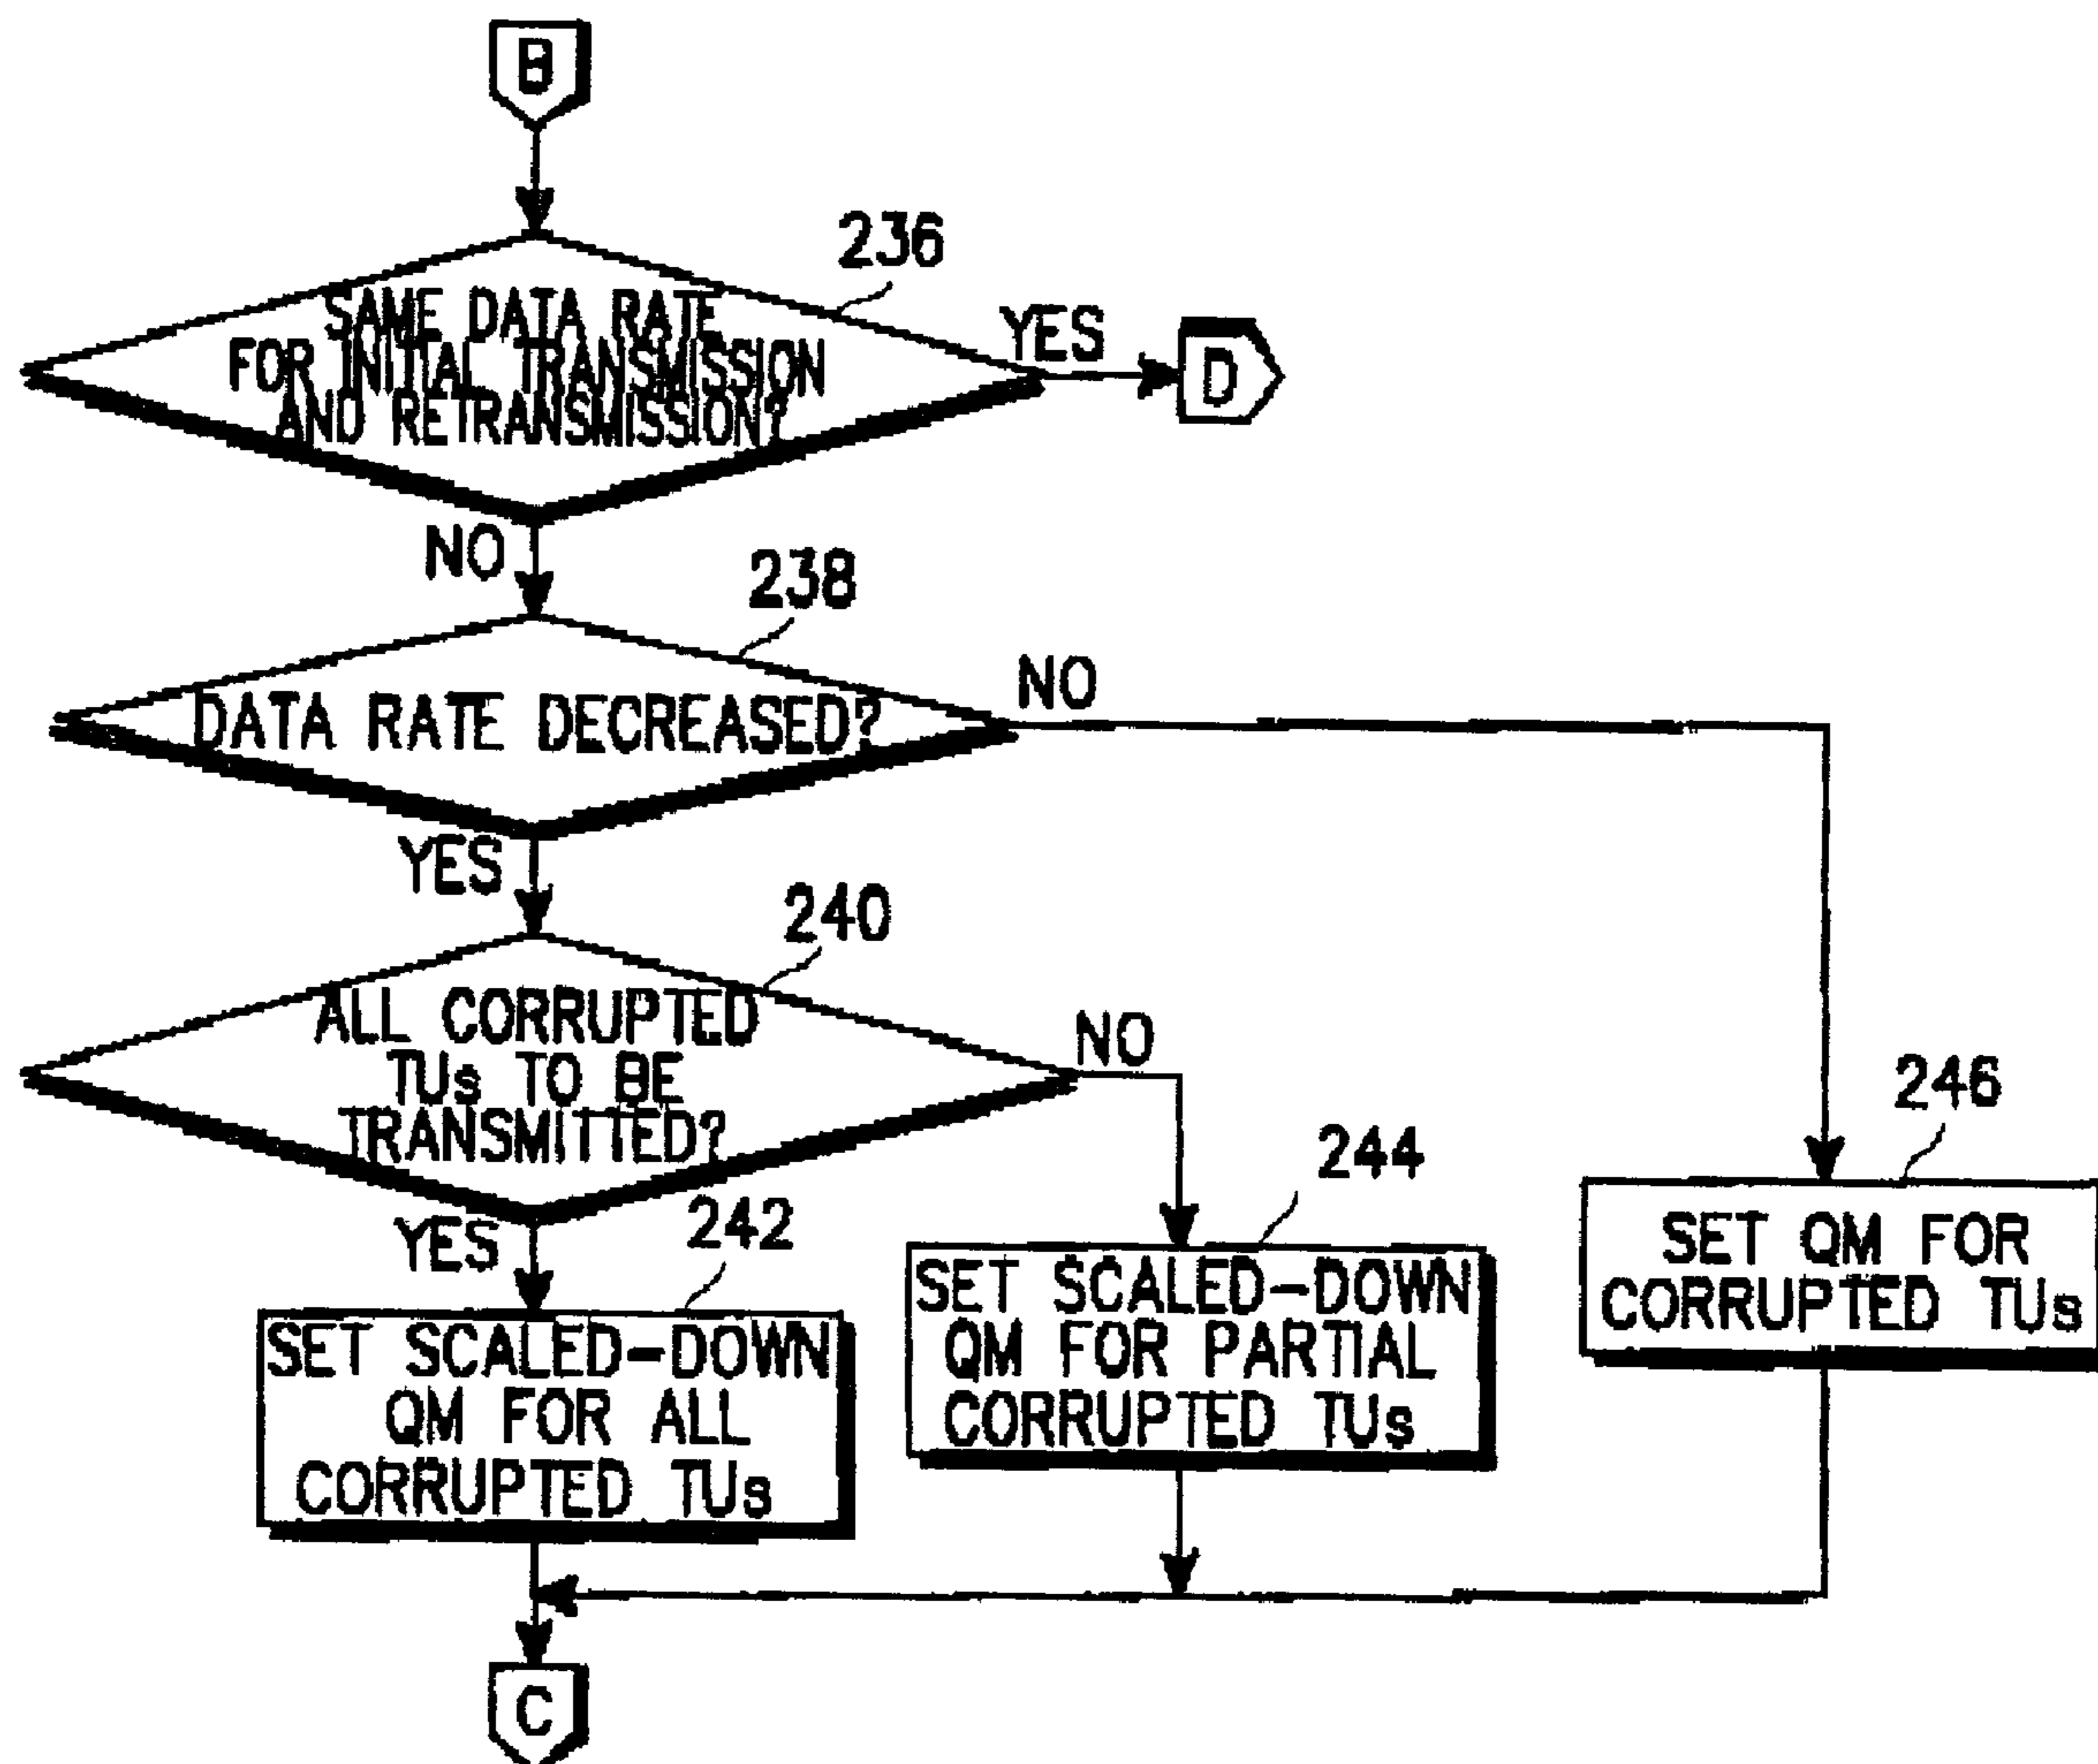 B
236
SAME DATA RATE
FOR INITIAL TRANSMISSION
AND RETRANSMISSION?
YES
D
NO
238
DATA RATE DECREASED?
NO
YES
240
ALL CORRUPTED
TUs TO BE
TRANSMITTED?
NO
YES
242
SET SCALED-DOWN
QM FOR ALL
CORRUPTED TUs
244
SET SCALED-DOWN
QM FOR PARTIAL
CORRUPTED TUs
246
SET QM FOR
CORRUPTED TUs
C